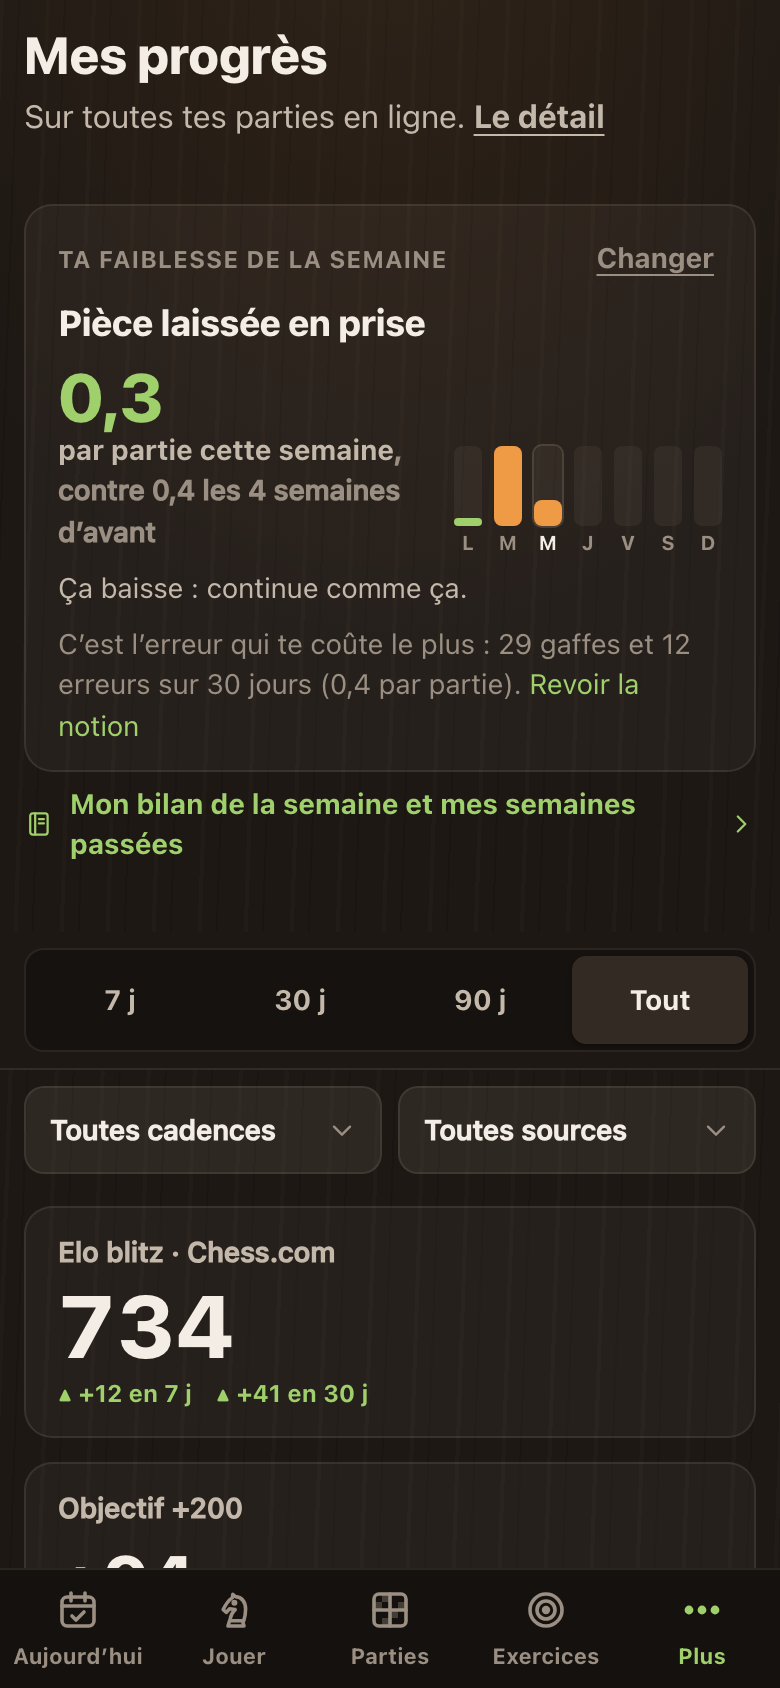 Mes progrès
Sur toutes tes parties en ligne. Le détail
TA FAIBLESSE DE LA SEMAINE
Changer
Pièce laissée en prise
0,3
par partie cette semaine,
contre 0,4 les 4 semaines
d’avant
L M M J V S D
Ça baisse : continue comme ça.
C’est l’erreur qui te coûte le plus : 29 gaffes et 12
erreurs sur 30 jours (0,4 par partie). Revoir la
notion
Mon bilan de la semaine et mes semaines
passées
7 j 30 j 90 j Tout
Toutes cadences
Toutes sources
Elo blitz · Chess.com
734
▲ +12 en 7 j ▲ +41 en 30 j
Objectif +200
Aujourd’hui Jouer Parties Exercices Plus